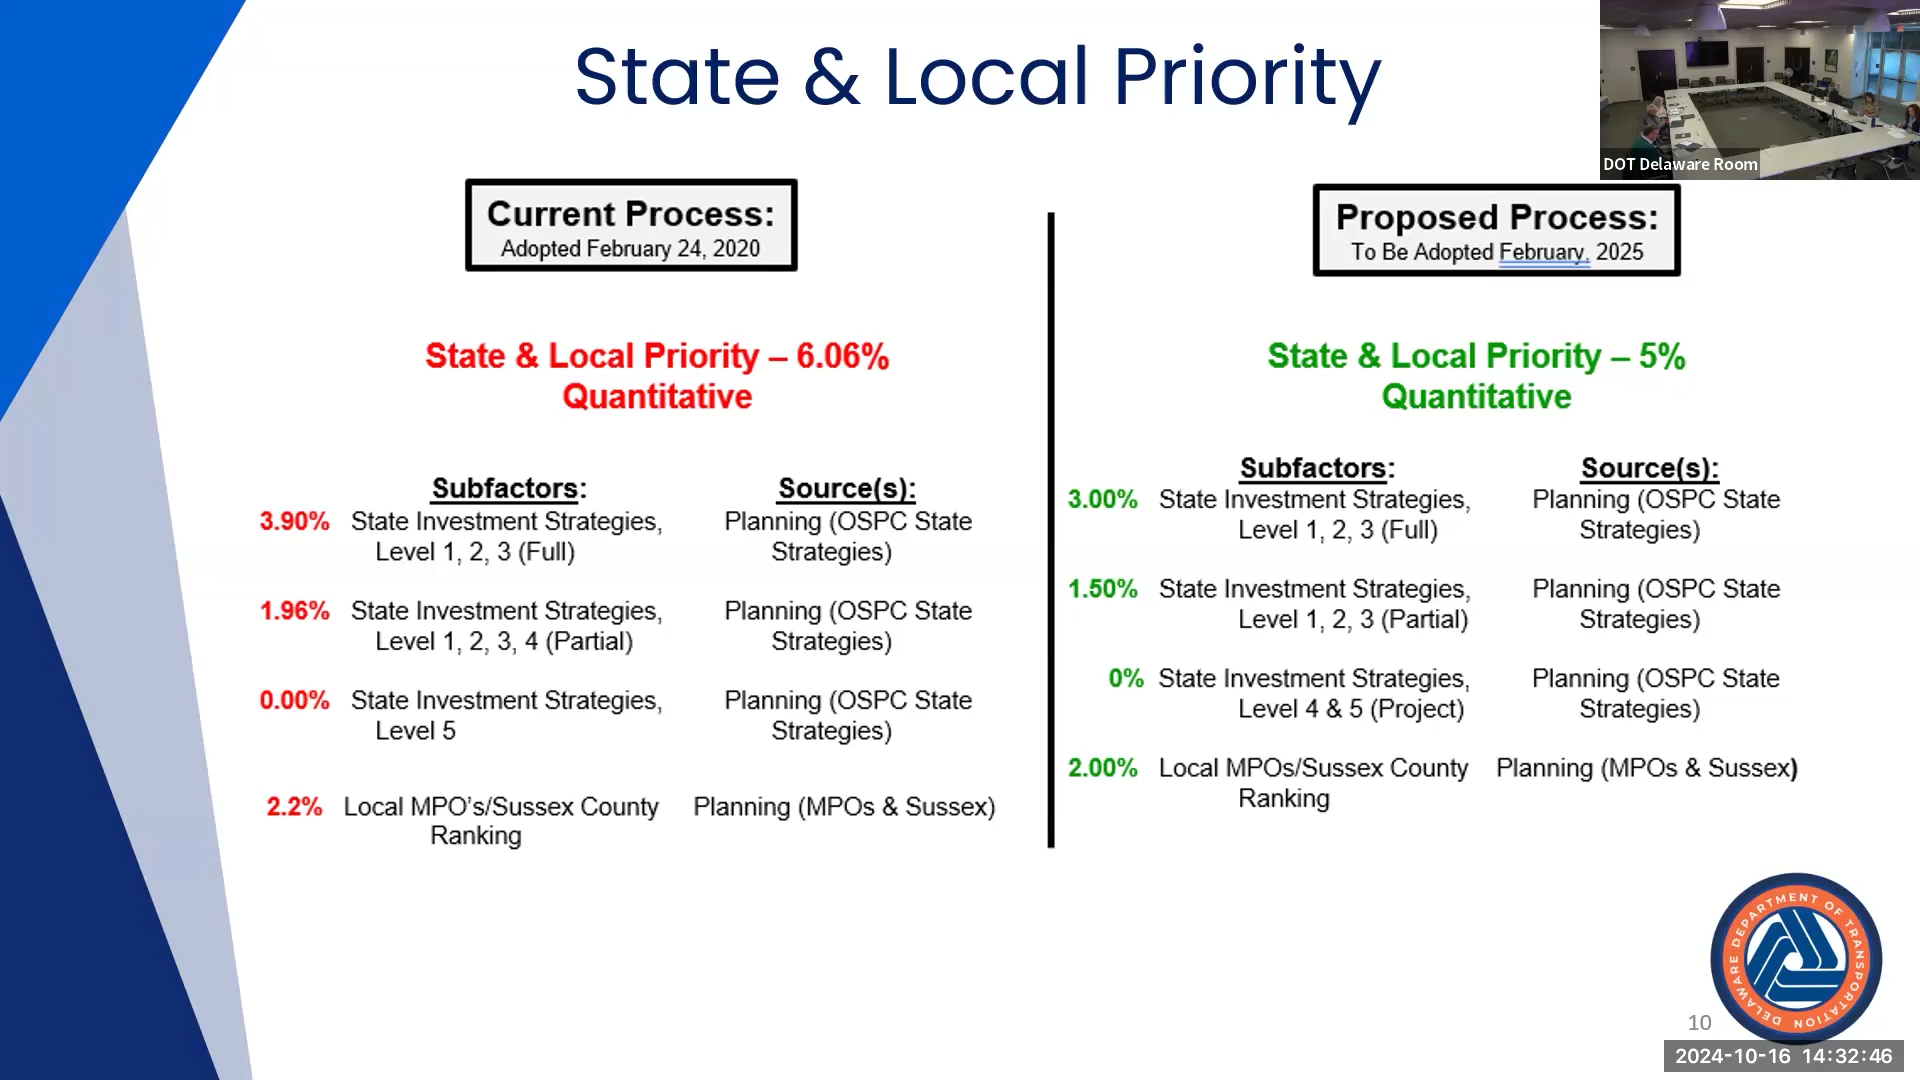 State & Local Priority
DOT Delaware Room
Current Process:
Adopted February 24, 2020
State & Local Priority – 6.06%
Quantitative
Subfactors: Source(s):
3.90% State Investment Strategies, Planning (OSPC State
Level 1, 2, 3 (Full) Strategies)
1.96% State Investment Strategies, Planning (OSPC State
Level 1, 2, 3, 4 (Partial) Strategies)
0.00% State Investment Strategies, Planning (OSPC State
Level 5 Strategies)
2.2% Local MPO’s/Sussex County Planning (MPOs & Sussex)
Ranking
Proposed Process:
To Be Adopted February, 2025
State & Local Priority – 5%
Quantitative
Subfactors: Source(s):
3.00% State Investment Strategies, Planning (OSPC State
Level 1, 2, 3 (Full) Strategies)
1.50% State Investment Strategies, Planning (OSPC State
Level 1, 2, 3 (Partial) Strategies)
0% State Investment Strategies, Planning (OSPC State
Level 4 & 5 (Project) Strategies)
2.00% Local MPOs/Sussex County Planning (MPOs & Sussex)
Ranking
DELAWARE DEPARTMENT OF TRANSPORTATION
10
2024-10-16 14:32:46